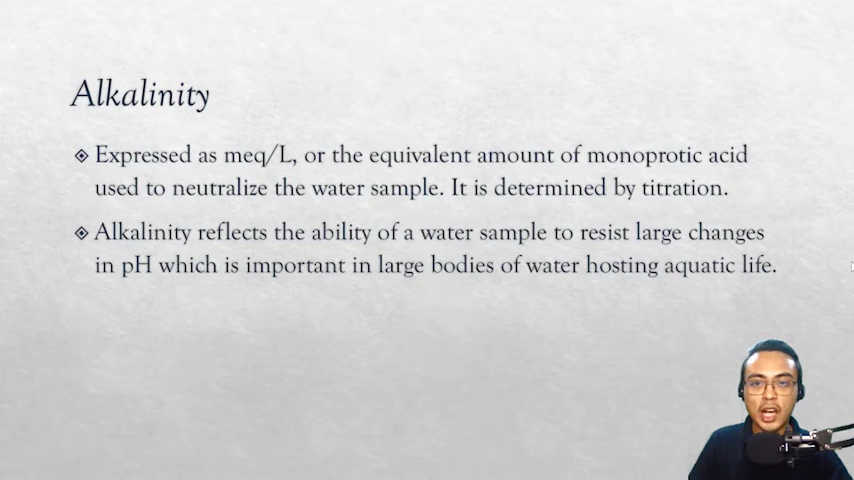 Alkalinity
Expressed as meq/L, or the equivalent amount of monoprotic acid
used to neutralize the water sample. It is determined by titration.
Alkalinity reflects the ability of a water sample to resist large changes
in pH which is important in large bodies of water hosting aquatic life.